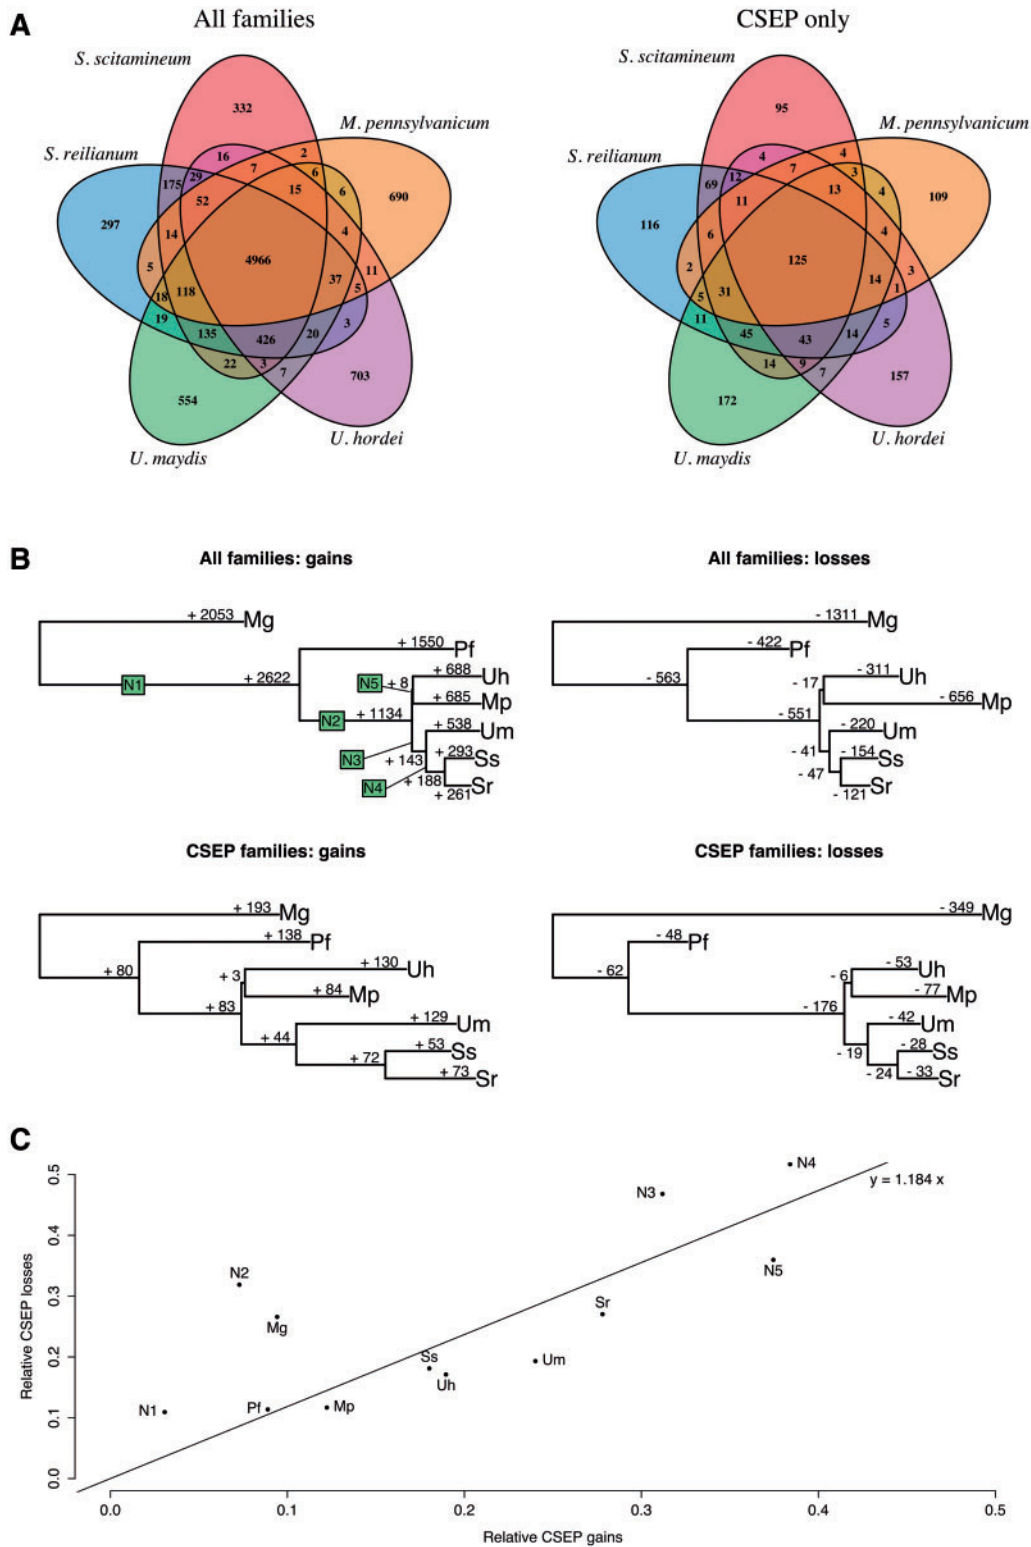 A
All families
CSEP only
S. scitamineum
S. scitamineum
M. pennsylvanicum
M. pennsylvanicum
S. reilianum
S. reilianum
332
16
7
2
6
6
690
175
29
52
15
4
297
14
4966
11
5
37
5
18
118
3
19
135
426
20
22
3
7
703
554
U. hordei
U. maydis
95
4
7
4
3
4
109
69
12
11
13
4
116
6
125
3
2
14
1
5
31
5
11
45
43
14
14
9
7
157
172
U. hordei
U. maydis
B
All families: gains
All families: losses
+ 2053 Mg
+ 1550 Pf
N1
+ 2622
N5
+ 8
+ 688 Uh
+ 685 Mp
N2
+ 1134
+ 538 Um
N3
+ 143
+ 293 Ss
N4
+ 188
+ 261 Sr
- 1311 Mg
- 422 Pf
- 563
- 17
- 311 Uh
- 656 Mp
- 551
- 220 Um
- 41
- 154 Ss
- 47
- 121 Sr
CSEP families: gains
CSEP families: losses
+ 193 Mg
+ 138 Pf
+ 80
+ 3
+ 130 Uh
+ 84 Mp
+ 83
+ 129 Um
+ 44
+ 53 Ss
+ 72
+ 73 Sr
- 349 Mg
- 48 Pf
- 62
- 6
- 53 Uh
- 77 Mp
- 176
- 42 Um
- 19
- 28 Ss
- 24
- 33 Sr
C
Relative CSEP losses
0.5
0.4
0.3
0.2
0.1
0.0
N4
y = 1.184 x
N3
N5
N2
Mg
Sr
Ss
Um
Uh
N1
Pf
Mp
0.0
0.1
0.2
0.3
0.4
0.5
Relative CSEP gains